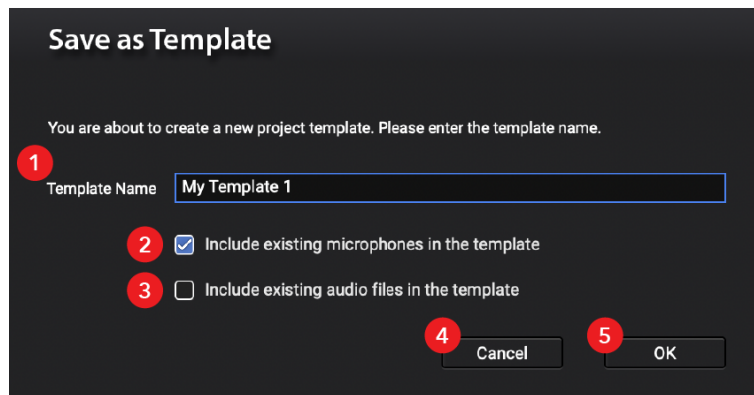 Save as Template
You are about to create a new project template. Please enter the template name.
1
Template Name My Template 1
2 Include existing microphones in the template
3 Include existing audio files in the template
4 Cancel 5 OK